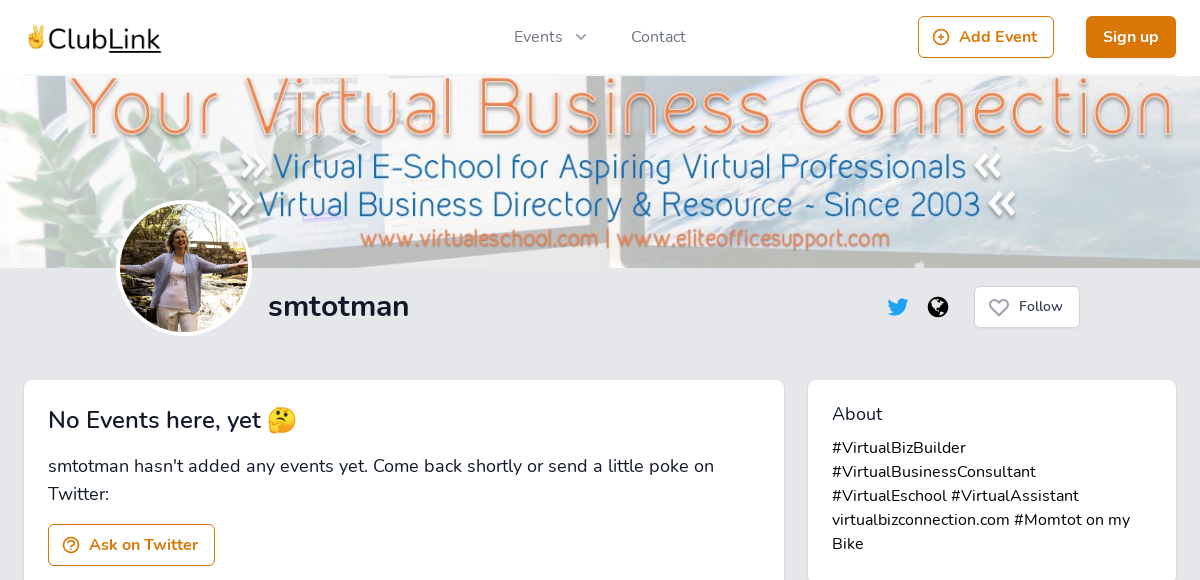 ✌ClubLink
Events
Contact
Add Event
Sign up
Your Virtual Business Connection
»Virtual E-School for Aspiring Virtual Professionals«
»Virtual Business Directory & Resource ~ Since 2003«
www.virtualeschool.com | www.eliteofficesupport.com
smtotman
Follow
No Events here, yet 🤔
smtotman hasn't added any events yet. Come back shortly or send a little poke on
Twitter:
Ask on Twitter
About
#VirtualBizBuilder
#VirtualBusinessConsultant
#VirtualEschool #VirtualAssistant
virtualbizconnection.com #Momtot on my
Bike